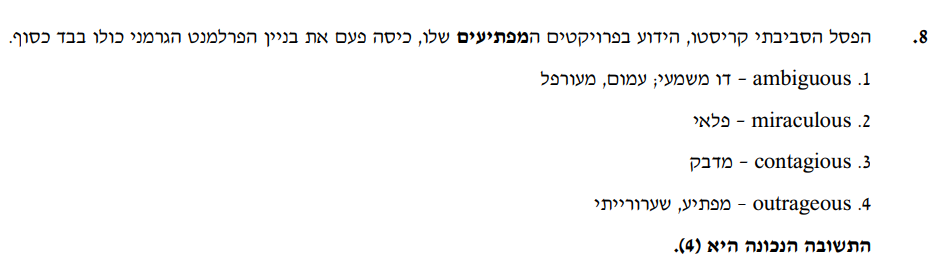 8. הפסל הסביבתי קריסטו, הידוע בפרויקטים המפתיעים שלו, כיסה פעם את בניין הפרלמנט הגרמני כולו בבד כסוף.
1. ambiguous – דו משמעי; עמום, מעורפל
2. miraculous – פלאי
3. contagious – מדבק
4. outrageous – מפתיע, שערורייתי
התשובה הנכונה היא (4).